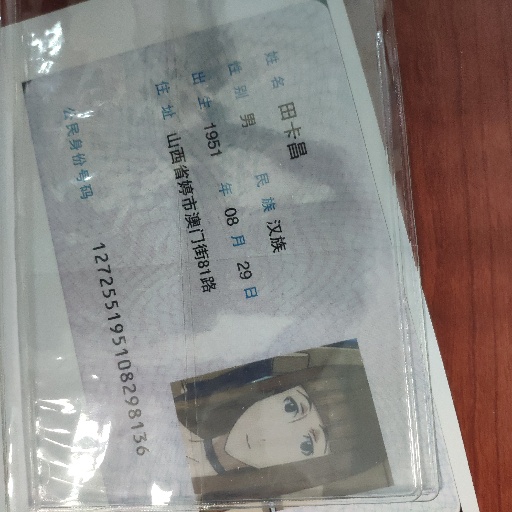 姓名 田卡昌
性别 男 民族 汉族
出生 1951 年 08 月 29 日
住址 山西省婷市澳门街81路
公民身份号码 127255195108298136